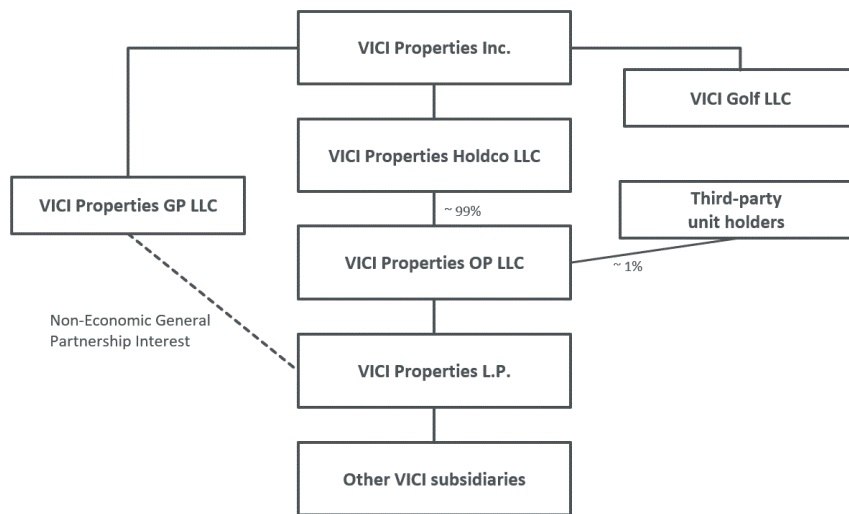 VICI Properties Inc.
VICI Golf LLC
VICI Properties Holdco LLC
VICI Properties GP LLC
Third-party
unit holders
~ 99%
VICI Properties OP LLC
~ 1%
Non-Economic General
Partnership Interest
VICI Properties L.P.
Other VICI subsidiaries